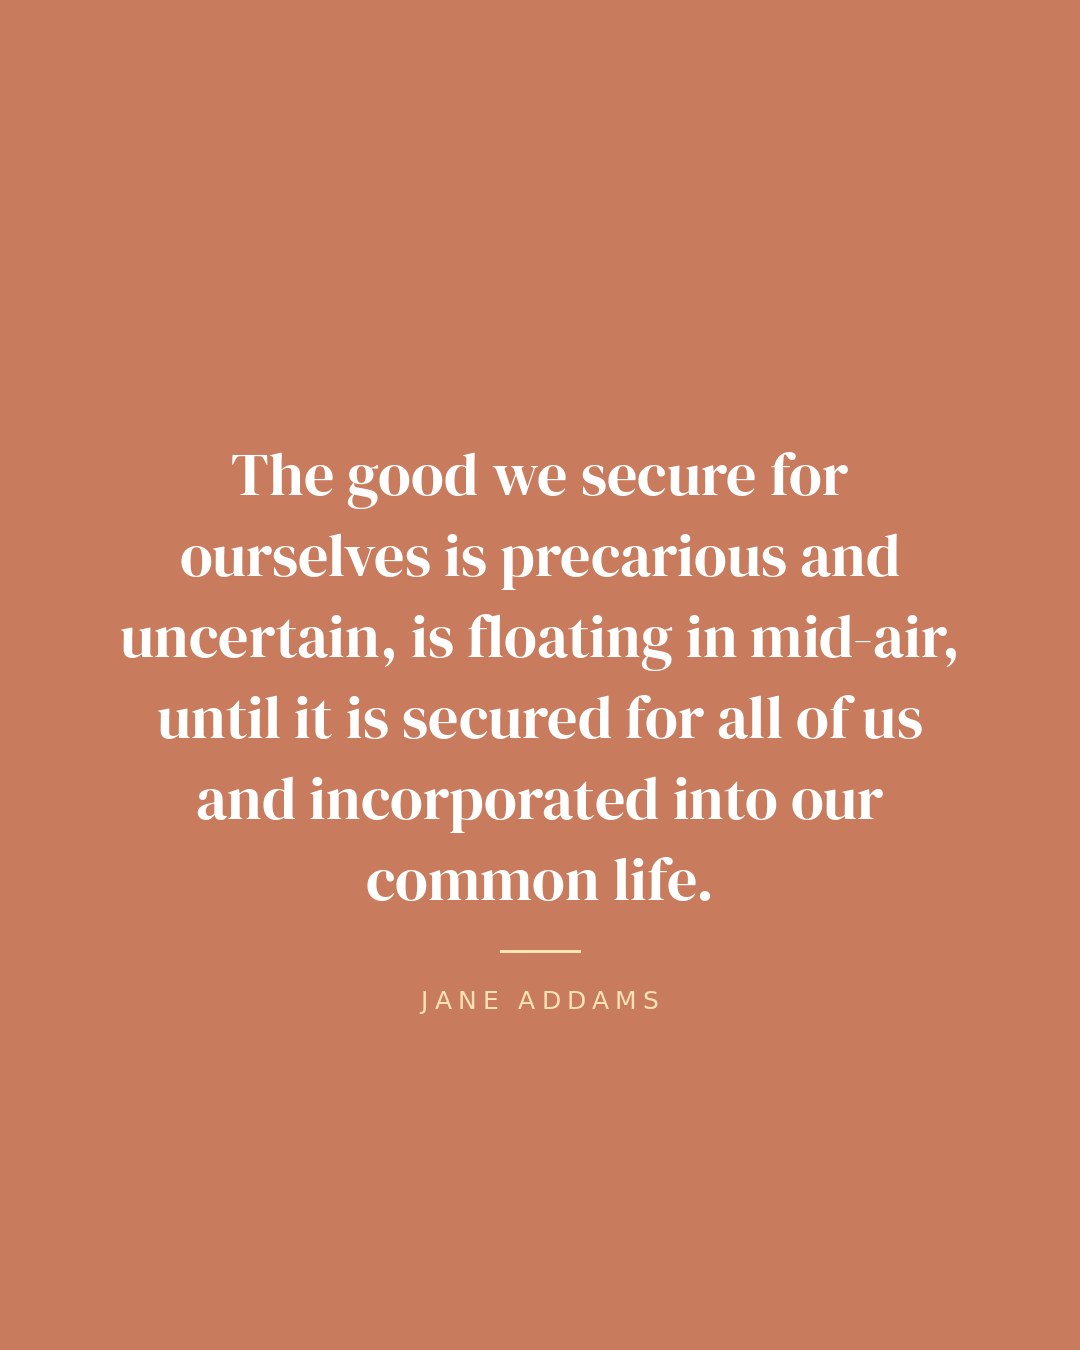 The good we secure for
ourselves is precarious and
uncertain, is floating in mid-air,
until it is secured for all of us
and incorporated into our
common life.
JANE ADDAMS